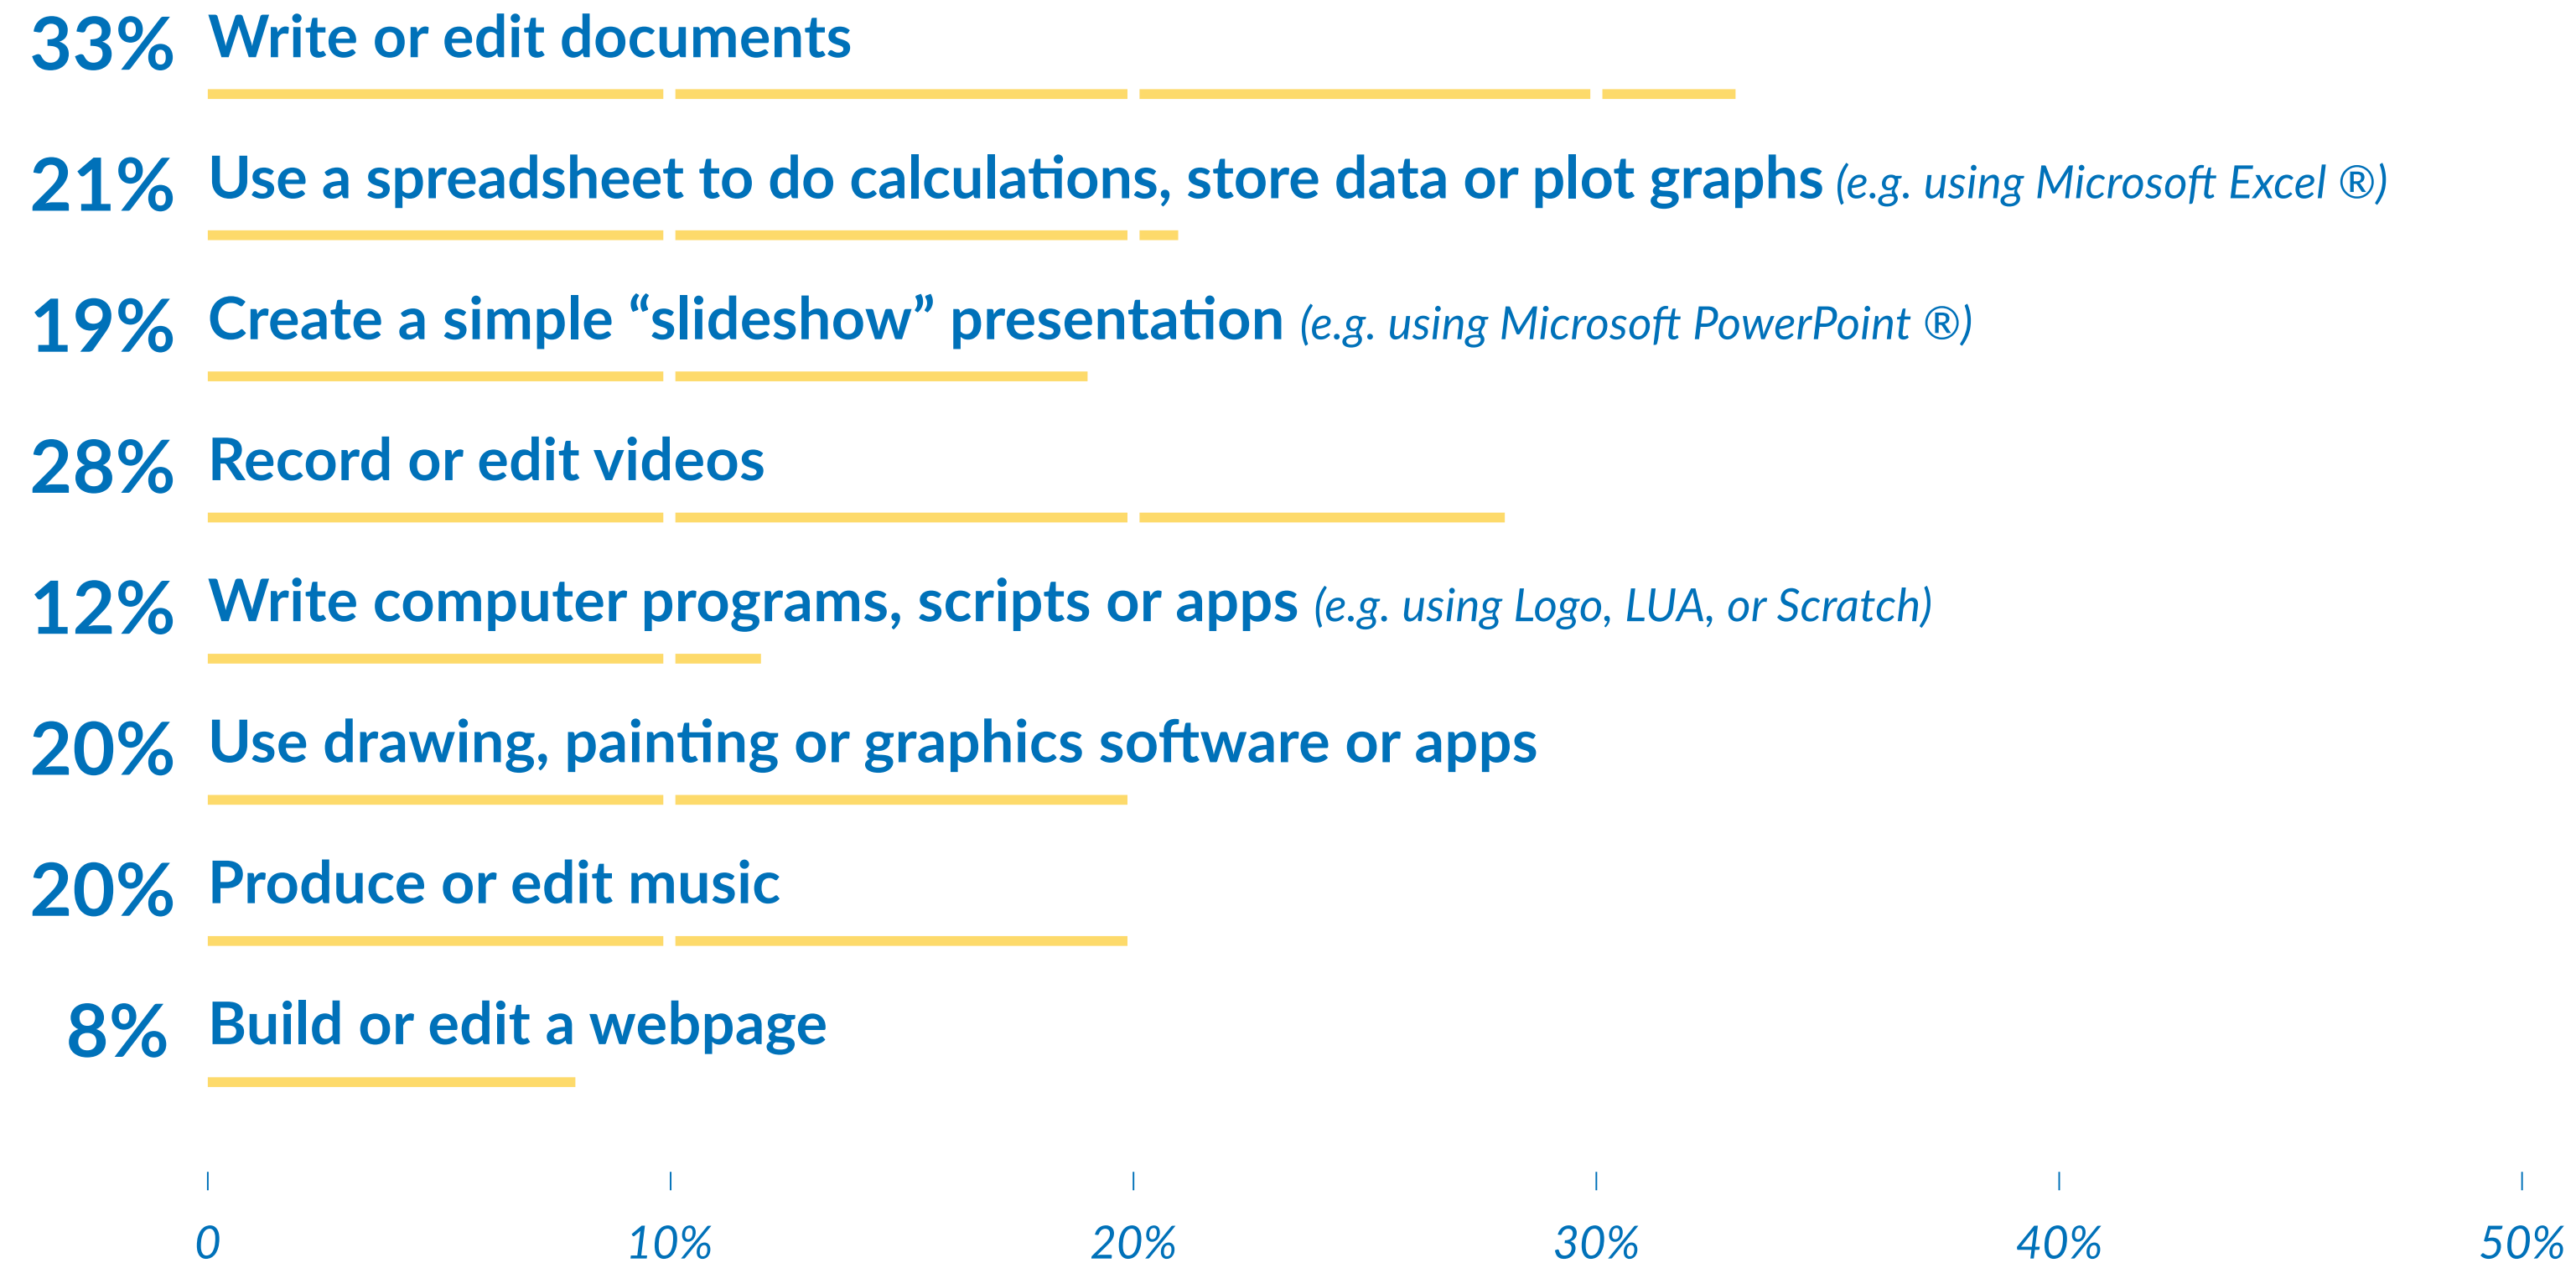 33% Write or edit documents
21% Use a spreadsheet to do calculations, store data or plot graphs (e.g. using Microsoft Excel ®)
19% Create a simple “slideshow” presentation (e.g. using Microsoft PowerPoint ®)
28% Record or edit videos
12% Write computer programs, scripts or apps (e.g. using Logo, LUA, or Scratch)
20% Use drawing, painting or graphics software or apps
20% Produce or edit music
8% Build or edit a webpage
0 10% 20% 30% 40% 50%